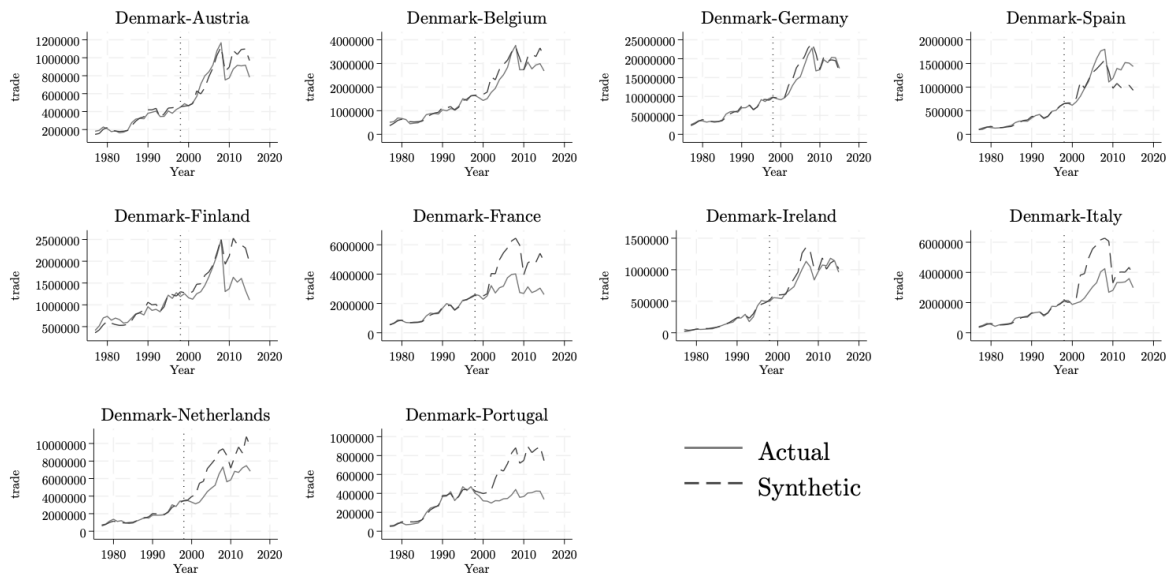 Denmark-Austria
1200000
1000000
800000
600000
400000
200000
trade
1980 1990 2000 2010 2020
Year
Denmark-Belgium
4000000
3000000
2000000
1000000
0
trade
1980 1990 2000 2010 2020
Year
Denmark-Germany
25000000
20000000
15000000
10000000
5000000
0
trade
1980 1990 2000 2010 2020
Year
Denmark-Spain
2000000
1500000
1000000
500000
0
trade
1980 1990 2000 2010 2020
Year
Denmark-Finland
2500000
2000000
1500000
1000000
500000
trade
1980 1990 2000 2010 2020
Year
Denmark-France
6000000
4000000
2000000
0
trade
1980 1990 2000 2010 2020
Year
Denmark-Ireland
1500000
1000000
500000
0
trade
1980 1990 2000 2010 2020
Year
Denmark-Italy
6000000
4000000
2000000
0
trade
1980 1990 2000 2010 2020
Year
Denmark-Netherlands
10000000
8000000
6000000
4000000
2000000
0
trade
1980 1990 2000 2010 2020
Year
Denmark-Portugal
1000000
800000
600000
400000
200000
0
trade
1980 1990 2000 2010 2020
Year
Actual
Synthetic